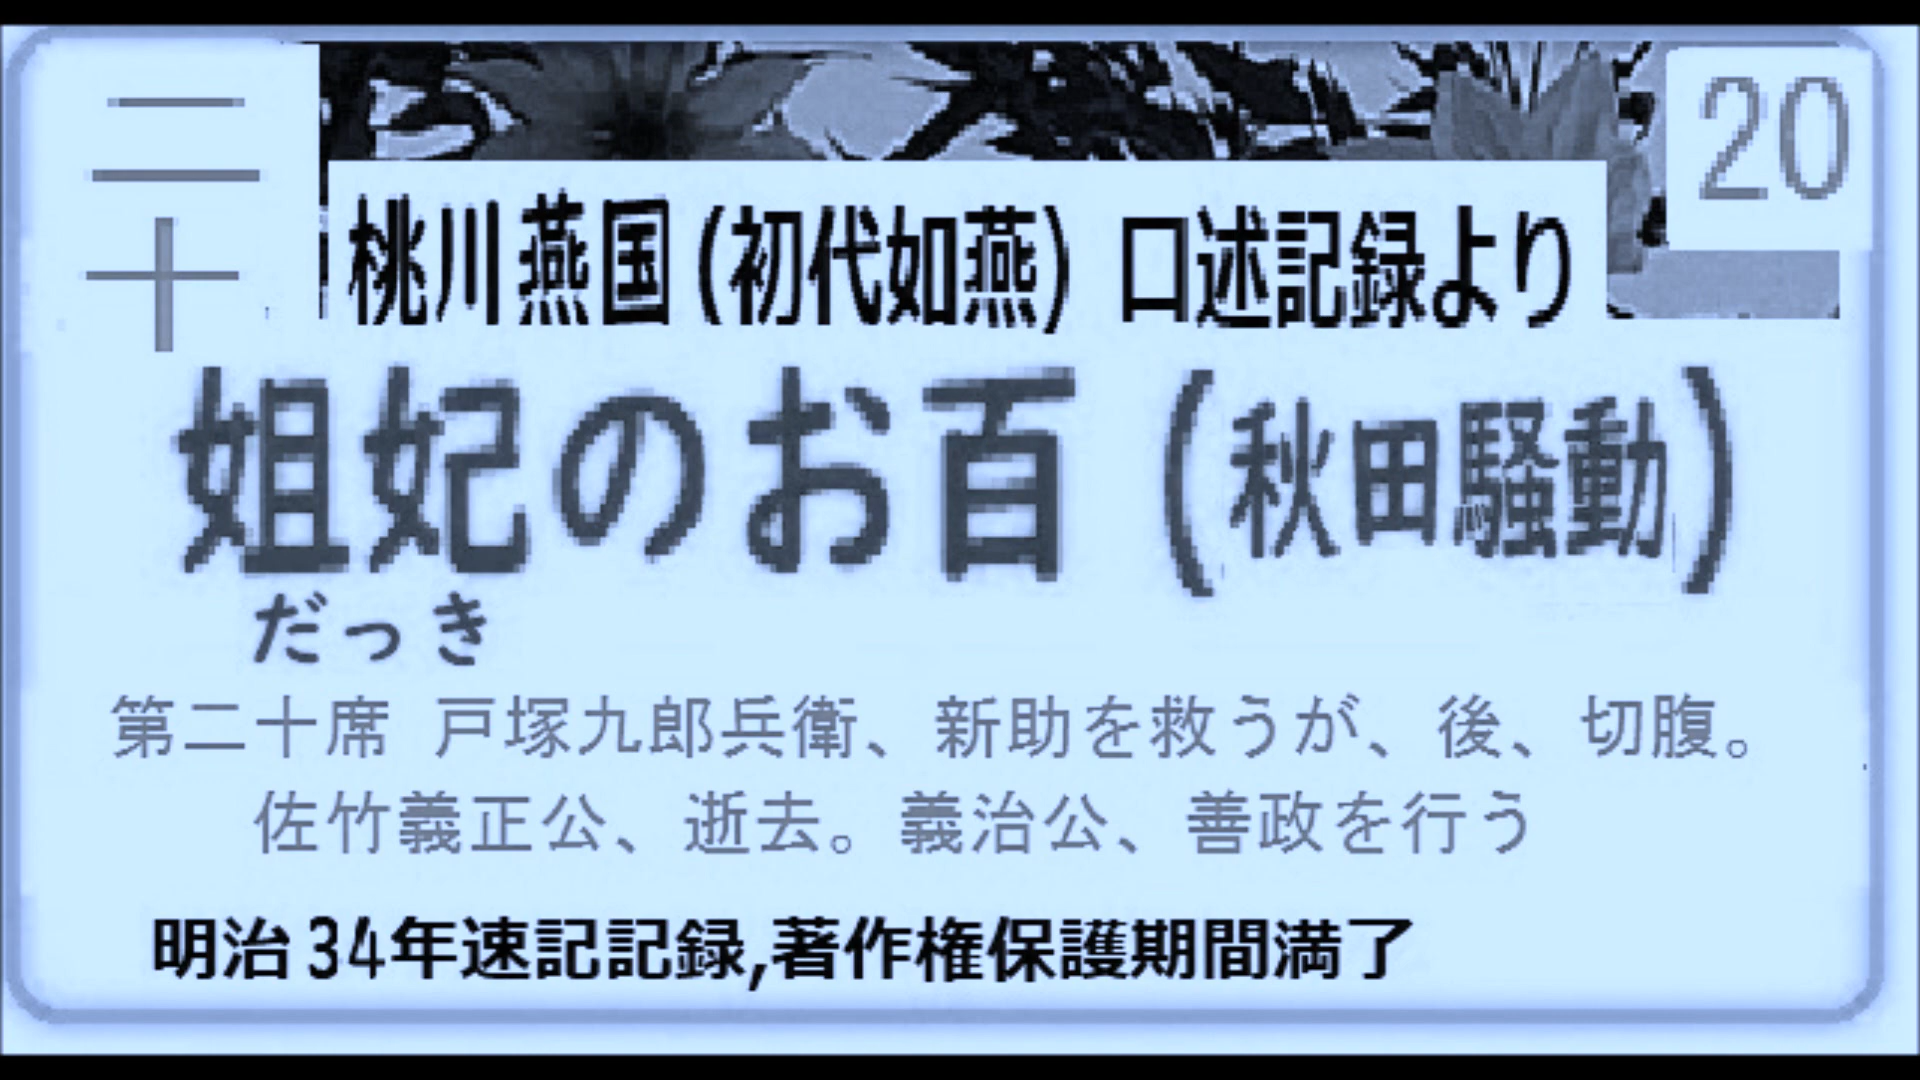 二十
20
桃川燕国(初代如燕) 口述記録より
姐妃のお百(秋田騒動)
だっき
第二十席 戸塚九郎兵衛、新助を救うが、後、切腹。
佐竹義正公、逝去。義治公、善政を行う
明治34年速記記録,著作権保護期間満了